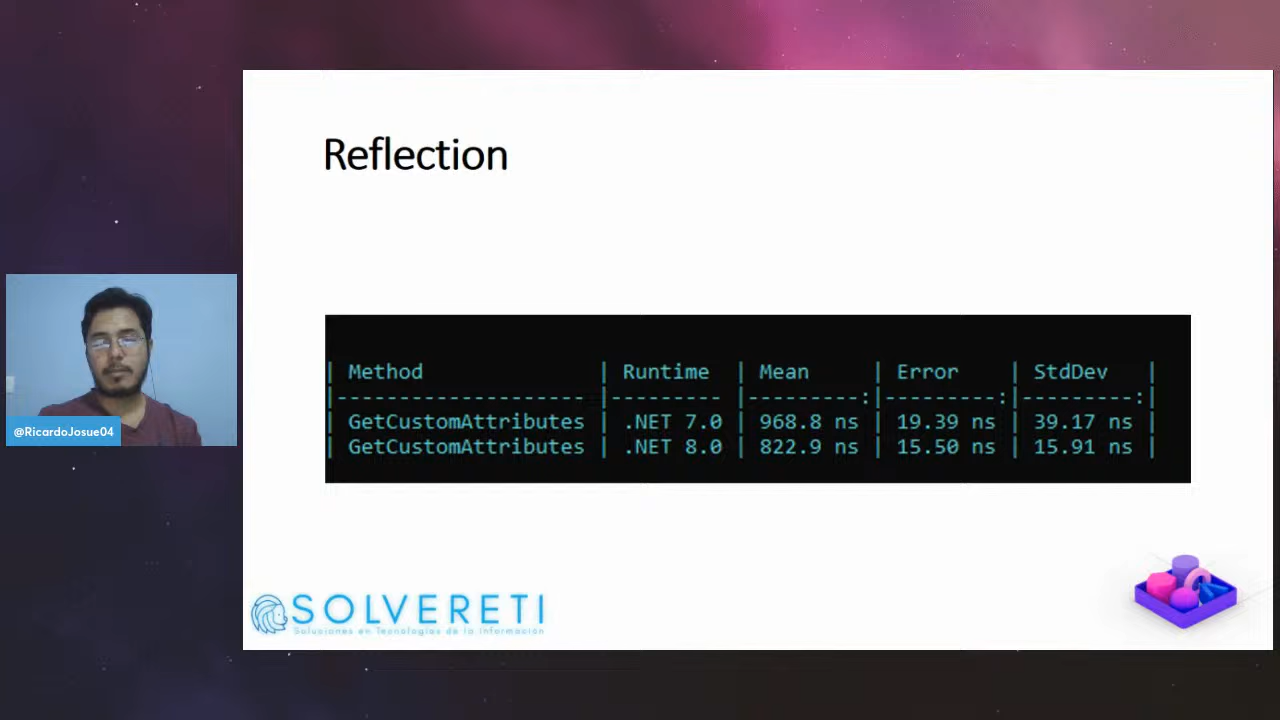 Reflection
| Method | Runtime | Mean | Error | StdDev |
|-------------------- |--------- |---------:|---------:|---------:|
| GetCustomAttributes | .NET 7.0 | 968.8 ns | 19.39 ns | 39.17 ns |
| GetCustomAttributes | .NET 8.0 | 822.9 ns | 15.50 ns | 15.91 ns |
@RicardoJosue04
SOLVERETI
Soluciones en Tecnologías de la Información